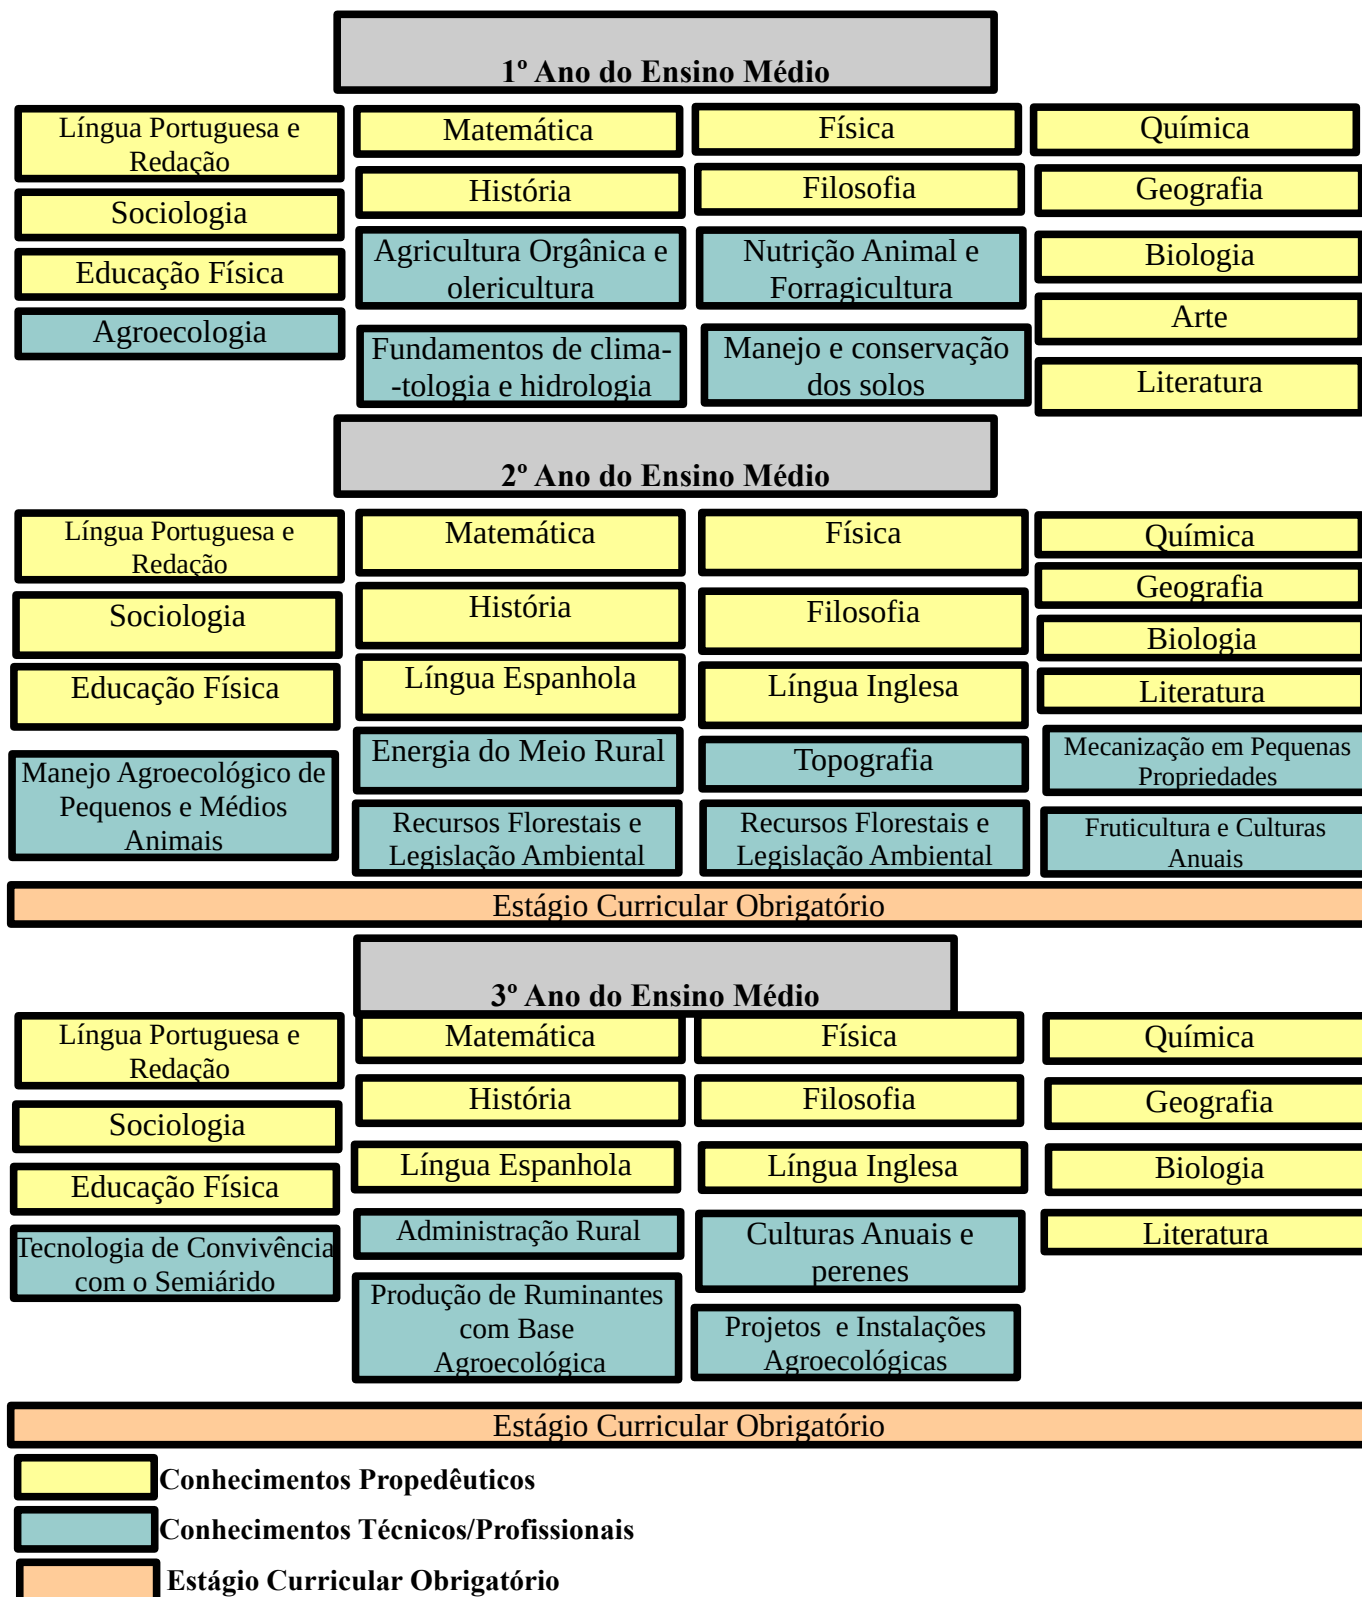 1º Ano do Ensino Médio
Língua Portuguesa e
Redação
Matemática
Física
Química
Sociologia
História
Filosofia
Geografia
Educação Física
Agricultura Orgânica e
olericultura
Nutrição Animal e
Forragicultura
Biologia
Agroecologia
Fundamentos de clima-
-tologia e hidrologia
Manejo e conservação
dos solos
Arte
Literatura
2º Ano do Ensino Médio
Língua Portuguesa e
Redação
Matemática
Física
Química
Geografia
Sociologia
História
Filosofia
Biologia
Educação Física
Língua Espanhola
Língua Inglesa
Literatura
Manejo Agroecológico de
Pequenos e Médios
Animais
Energia do Meio Rural
Topografia
Mecanização em Pequenas
Propriedades
Recursos Florestais e
Legislação Ambiental
Recursos Florestais e
Legislação Ambiental
Fruticultura e Culturas
Anuais
Estágio Curricular Obrigatório
3º Ano do Ensino Médio
Língua Portuguesa e
Redação
Matemática
Física
Química
Sociologia
História
Filosofia
Geografia
Educação Física
Língua Espanhola
Língua Inglesa
Biologia
Tecnologia de Convivência
com o Semiárido
Administração Rural
Culturas Anuais e
perenes
Literatura
Produção de Ruminantes
com Base
Agroecológica
Projetos  e Instalações
Agroecológicas
Estágio Curricular Obrigatório
Conhecimentos Propedêuticos
Conhecimentos Técnicos/Profissionais
Estágio Curricular Obrigatório